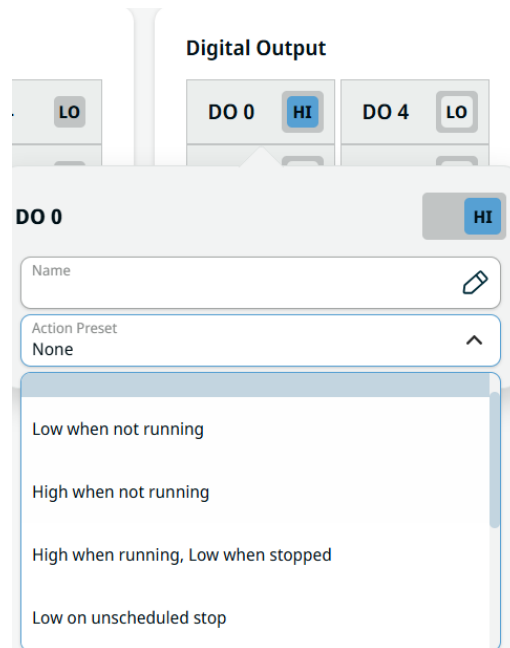 Digital Output
LO
DO 0 HI DO 4 LO
DO 0 HI
Name
Action Preset
None
Low when not running
High when not running
High when running, Low when stopped
Low on unscheduled stop